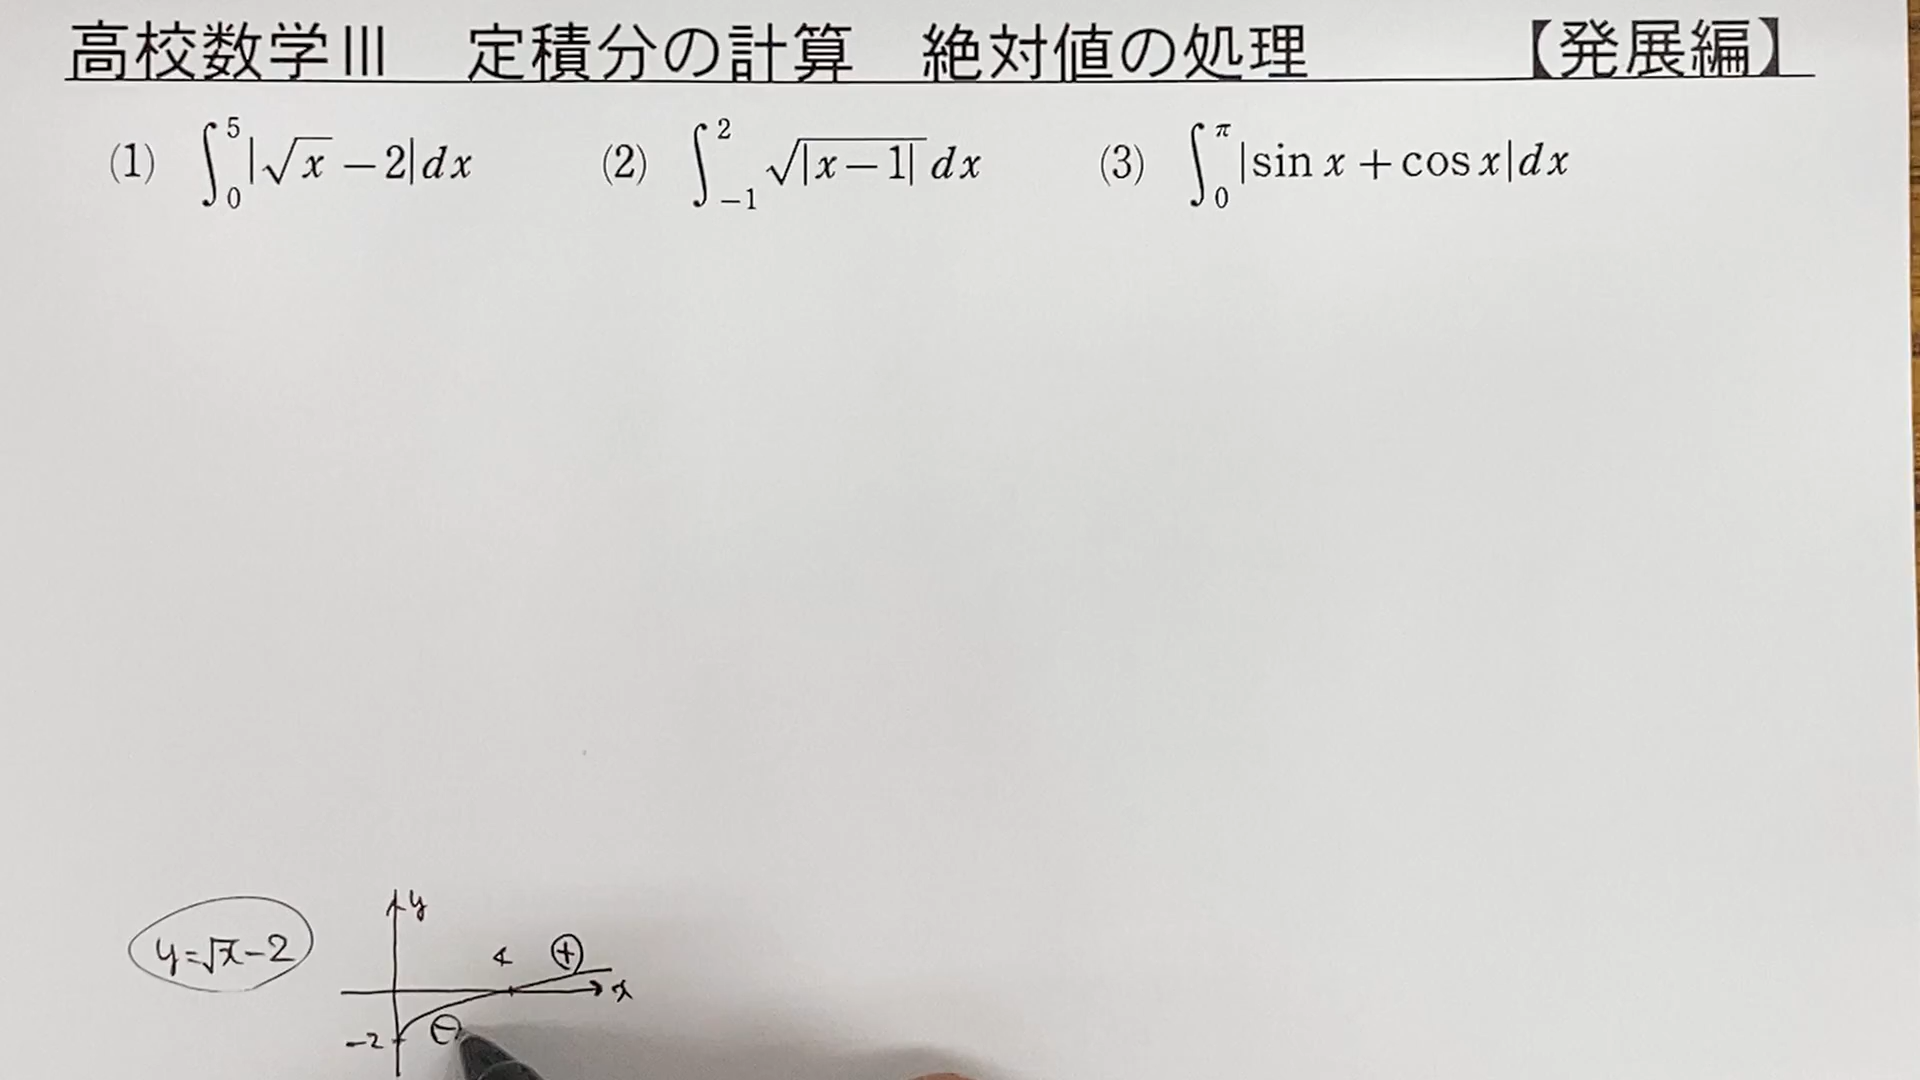 高校数学Ⅲ　定積分の計算　絶対値の処理　【発展編】
(1) ∫₀⁵|√x −2|dx　(2) ∫₋₁² √|x−1| dx　(3) ∫₀^π |sin x + cos x|dx
y=√x−2
y
4 ⊕
x
−2 ⊖